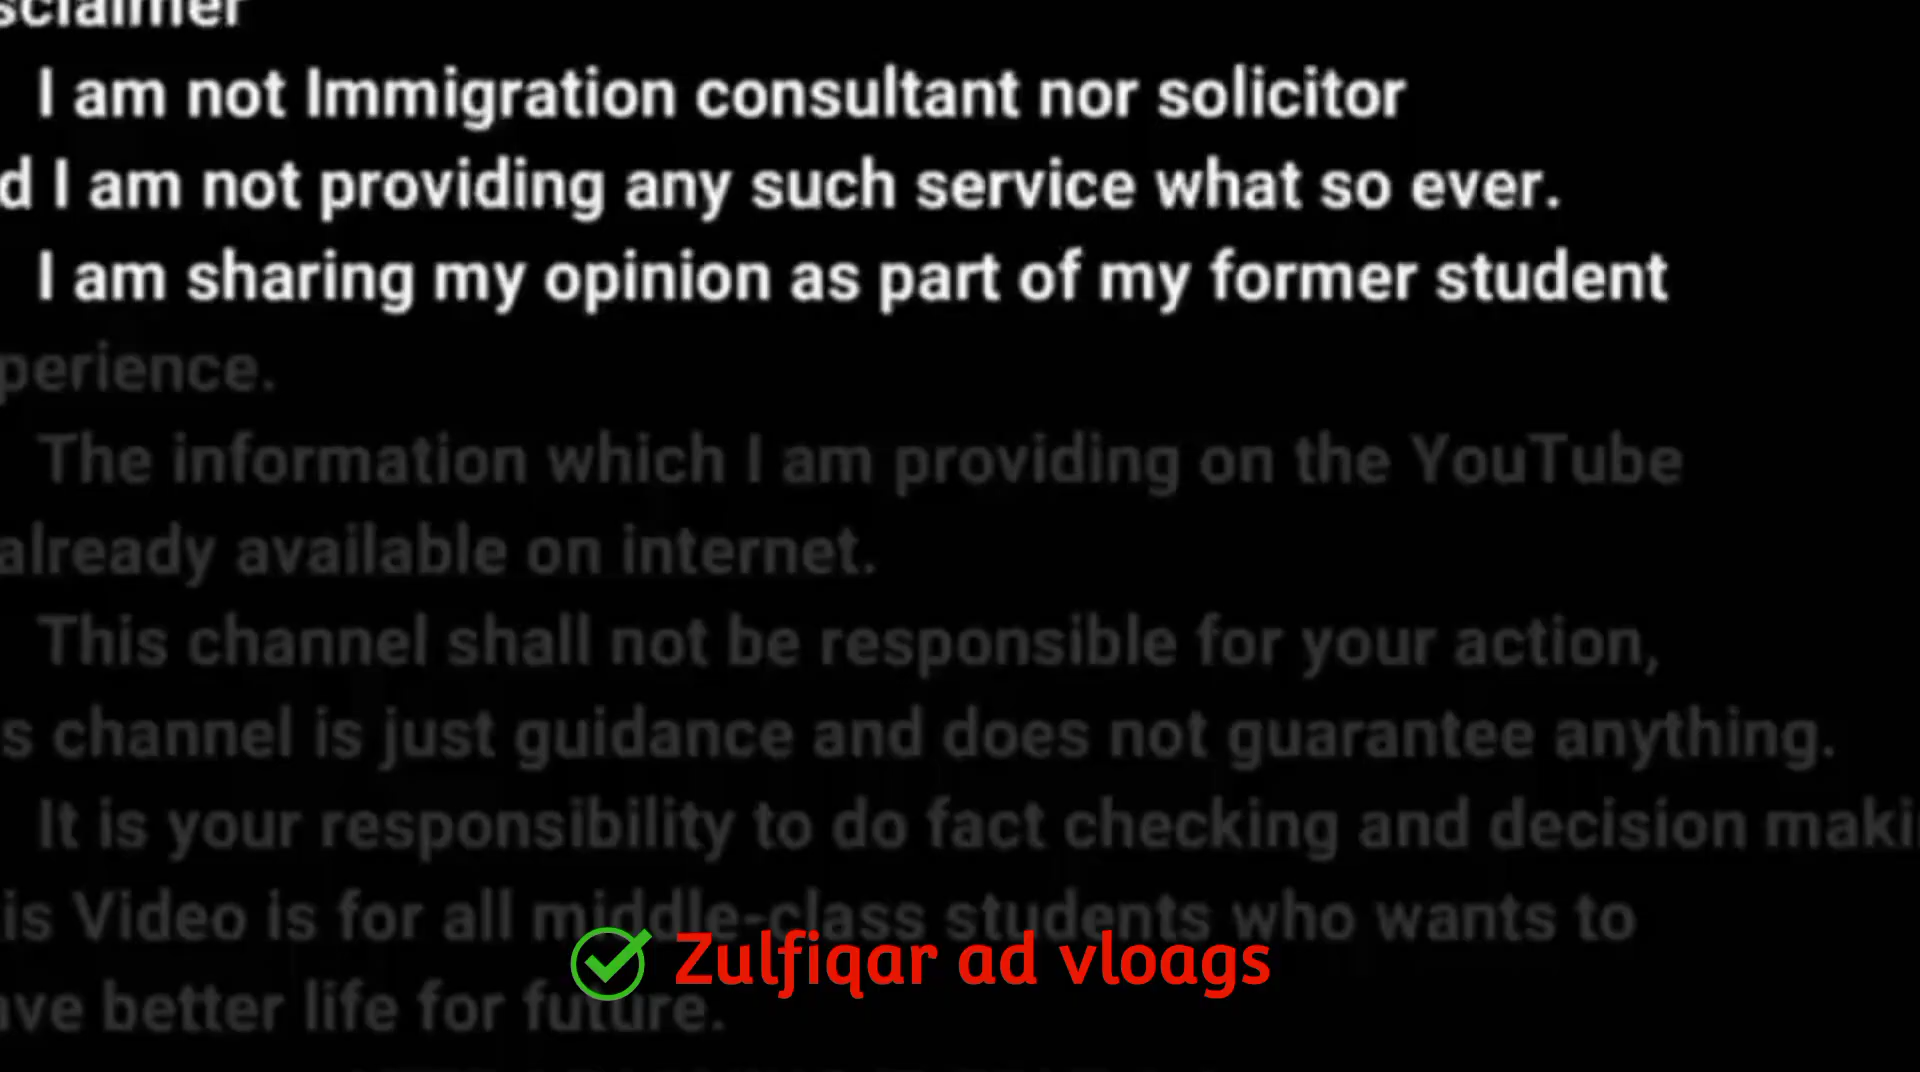 sclaimer
I am not Immigration consultant nor solicitor
d I am not providing any such service what so ever.
I am sharing my opinion as part of my former student
perience.
The information which I am providing on the YouTube
already available on internet.
This channel shall not be responsible for your action,
s channel is just guidance and does not guarantee anything.
It is your responsibility to do fact checking and decision maki
is Video is for all middle-class students who wants to
ave better life for future.
Zulfiqar ad vloags